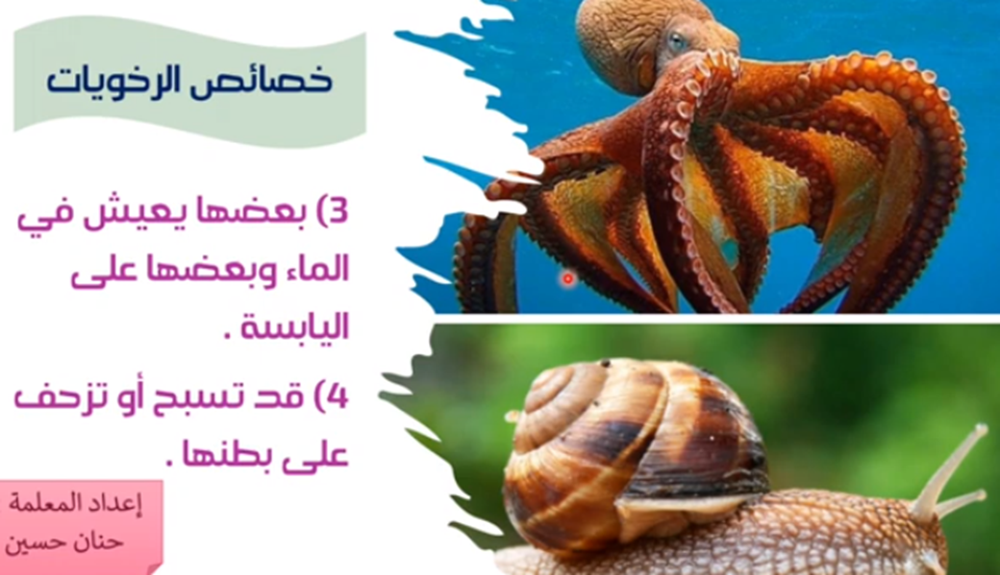 خصائص الرخويات
3) بعضها يعيش في
الماء وبعضها على
اليابسة .
4) قد تسبح أو تزحف
على بطنها .
إعداد المعلمة
حنان حسين